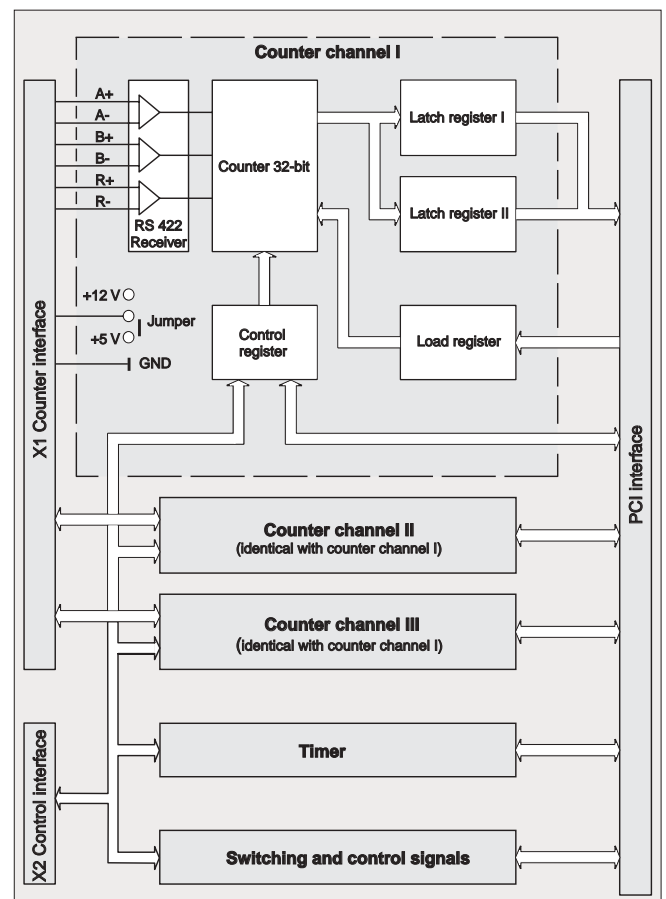 Counter channel I
A+
A-
B+
B-
R+
R-
RS 422
Receiver
Counter 32-bit
Latch register I
Latch register II
+12 V
Jumper
+5 V
GND
Control
register
Load register
X1 Counter interface
PCI interface
Counter channel II
(identical with counter channel I)
Counter channel III
(identical with counter channel I)
Timer
X2 Control interface
Switching and control signals